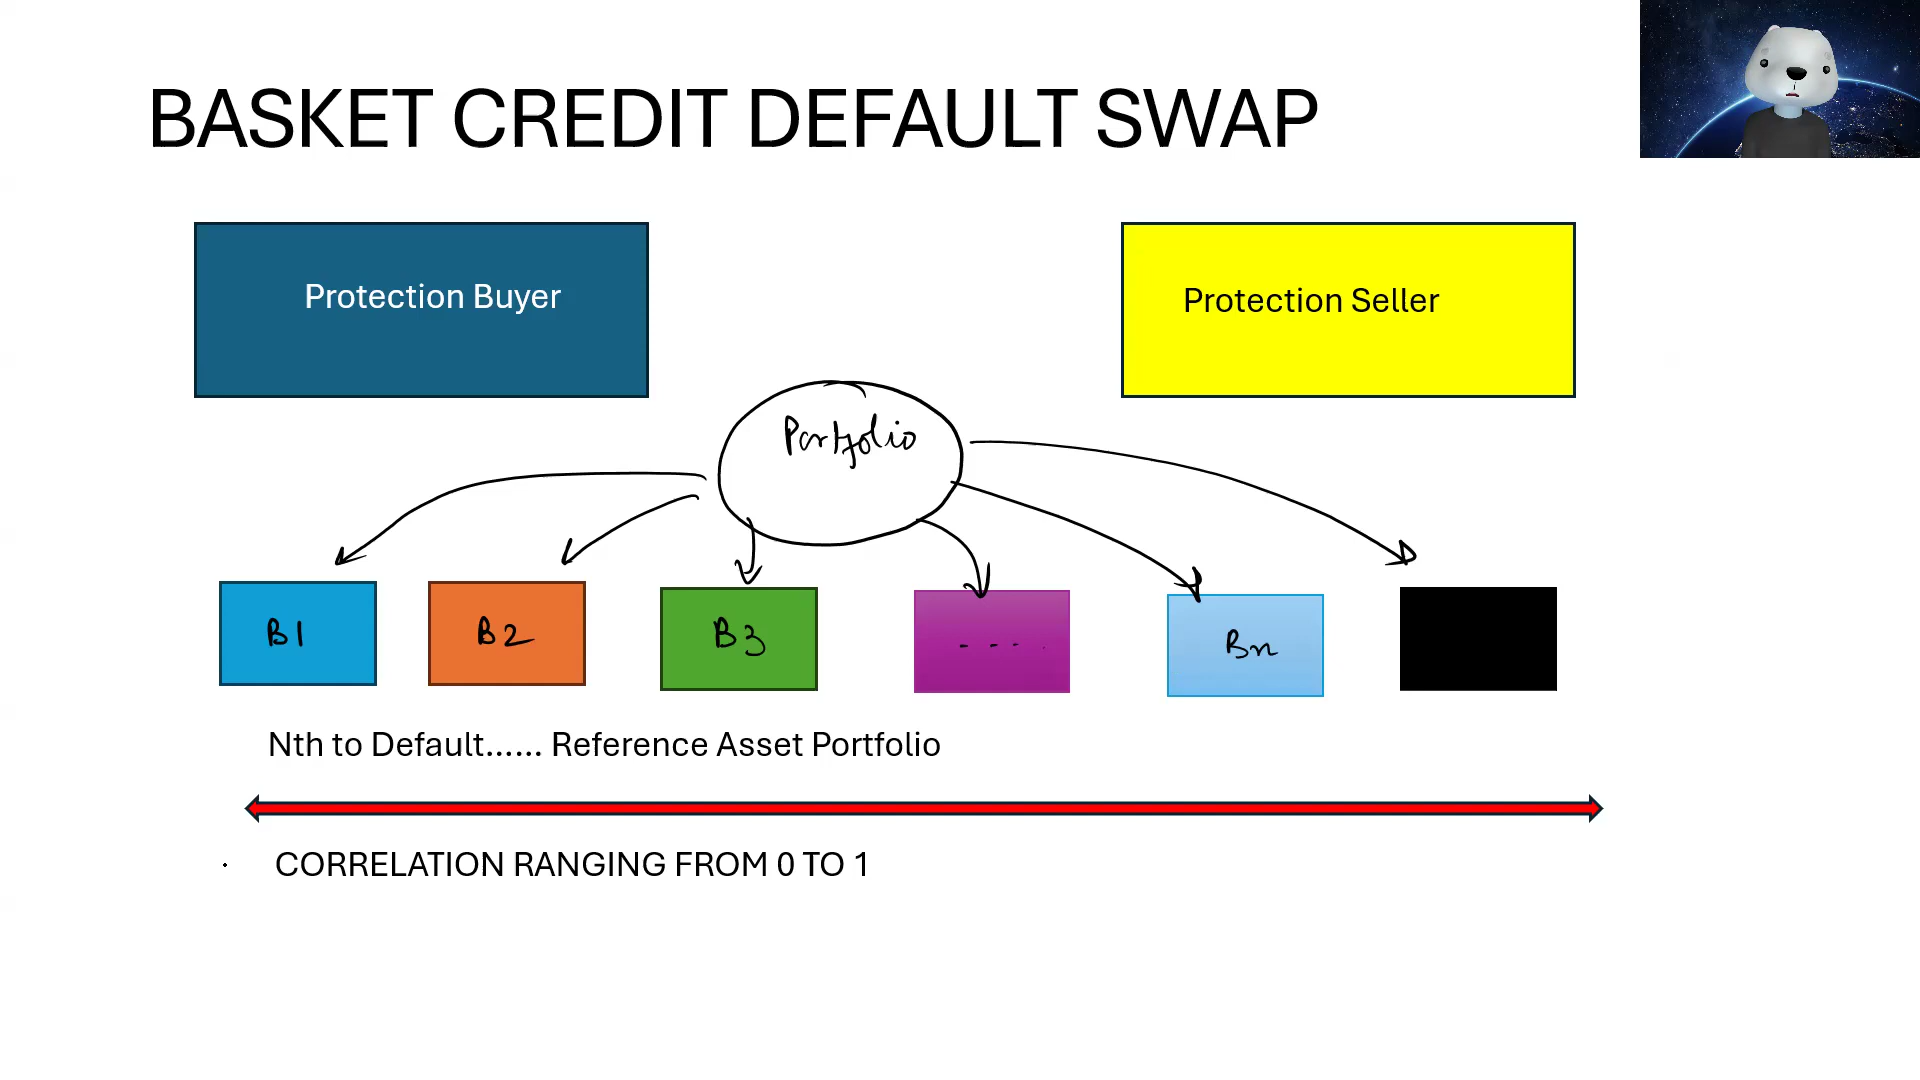 BASKET CREDIT DEFAULT SWAP
Protection Buyer
Protection Seller
Portfolio
B1
B2
B3
- - - .
Bn
Nth to Default...... Reference Asset Portfolio
· CORRELATION RANGING FROM 0 TO 1